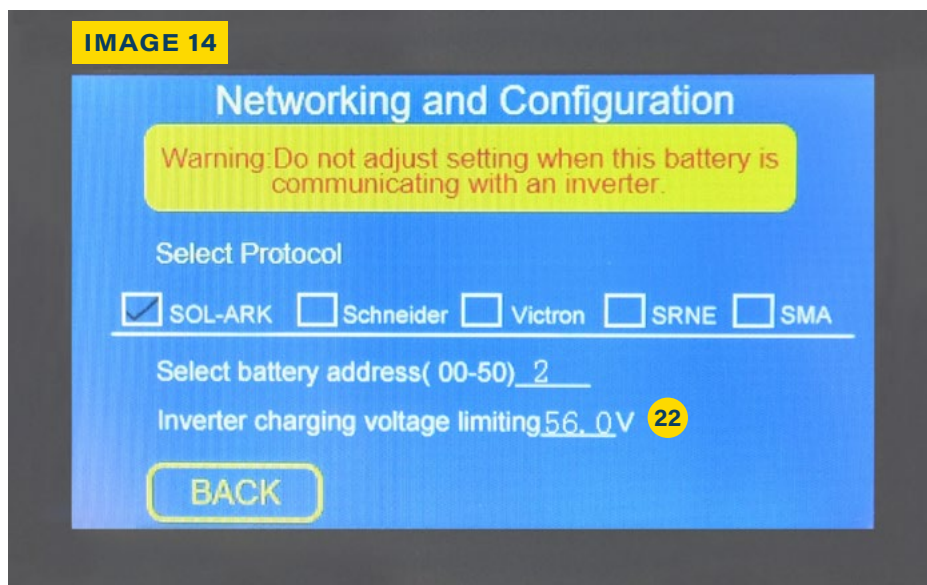 IMAGE 14
Networking and Configuration
Warning:Do not adjust setting when this battery is
communicating with an inverter.
Select Protocol
SOL-ARK Schneider Victron SRNE SMA
Select battery address( 00-50) 2
Inverter charging voltage limiting 56.0V 22
BACK